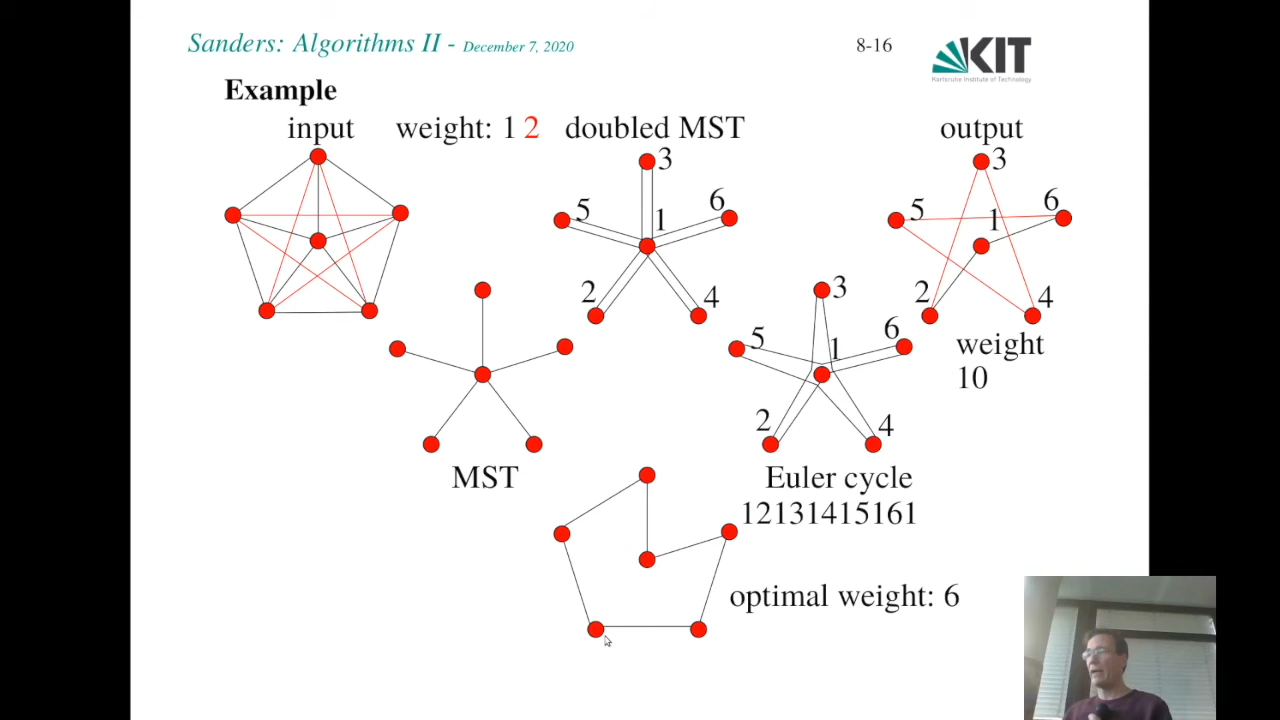 Sanders: Algorithms II - December 7, 2020
8-16
KIT
Karlsruhe Institute of Technology
Example
input
weight: 1 2
doubled MST
output
3
5
1
6
2
4
3
5
1
6
2
4
weight
10
MST
3
5
1
6
2
4
Euler cycle
12131415161
optimal weight: 6